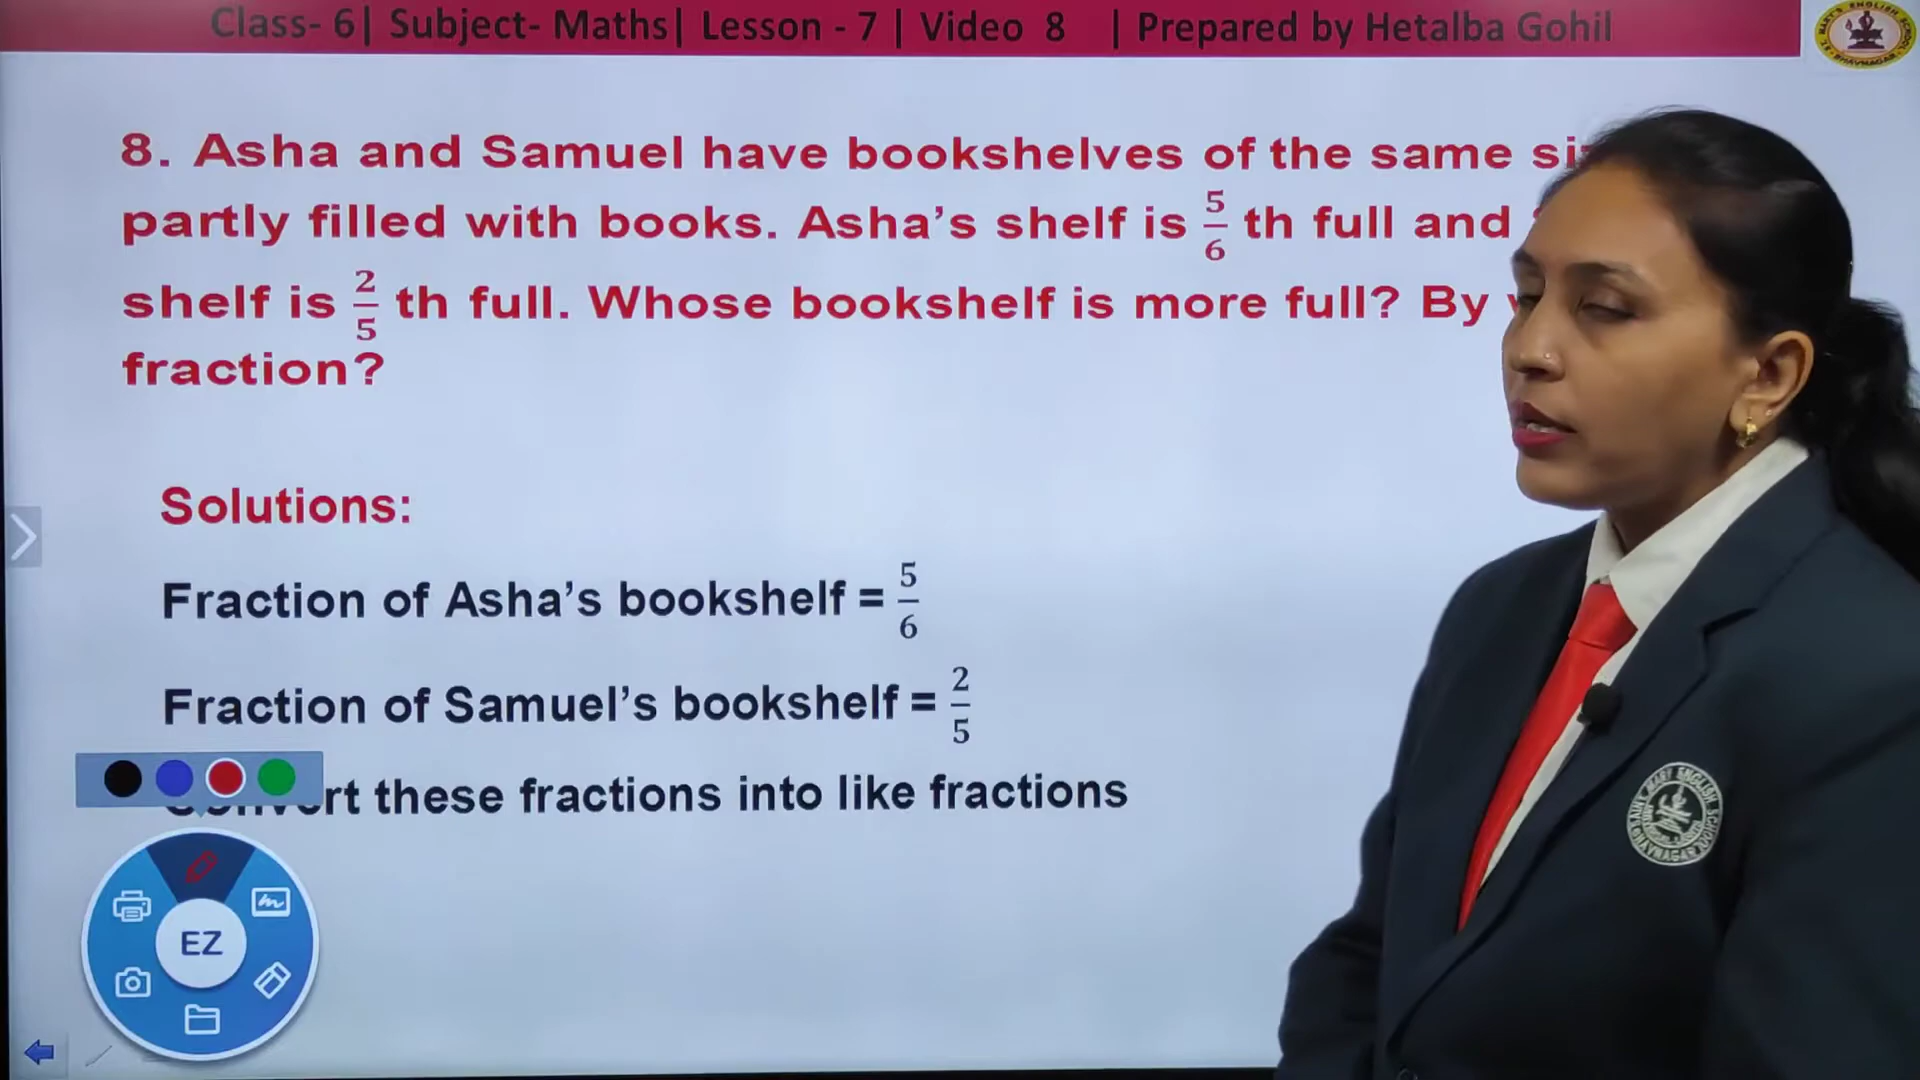 Class- 6| Subject- Maths| Lesson - 7 | Video 8 | Prepared by Hetalba Gohil
8. Asha and Samuel have bookshelves of the same
partly filled with books. Asha’s shelf is 5/6 th full and
shelf is 2/5 th full. Whose bookshelf is more full? By
fraction?
Solutions:
Fraction of Asha’s bookshelf = 5/6
Fraction of Samuel’s bookshelf = 2/5
these fractions into like fractions
EZ